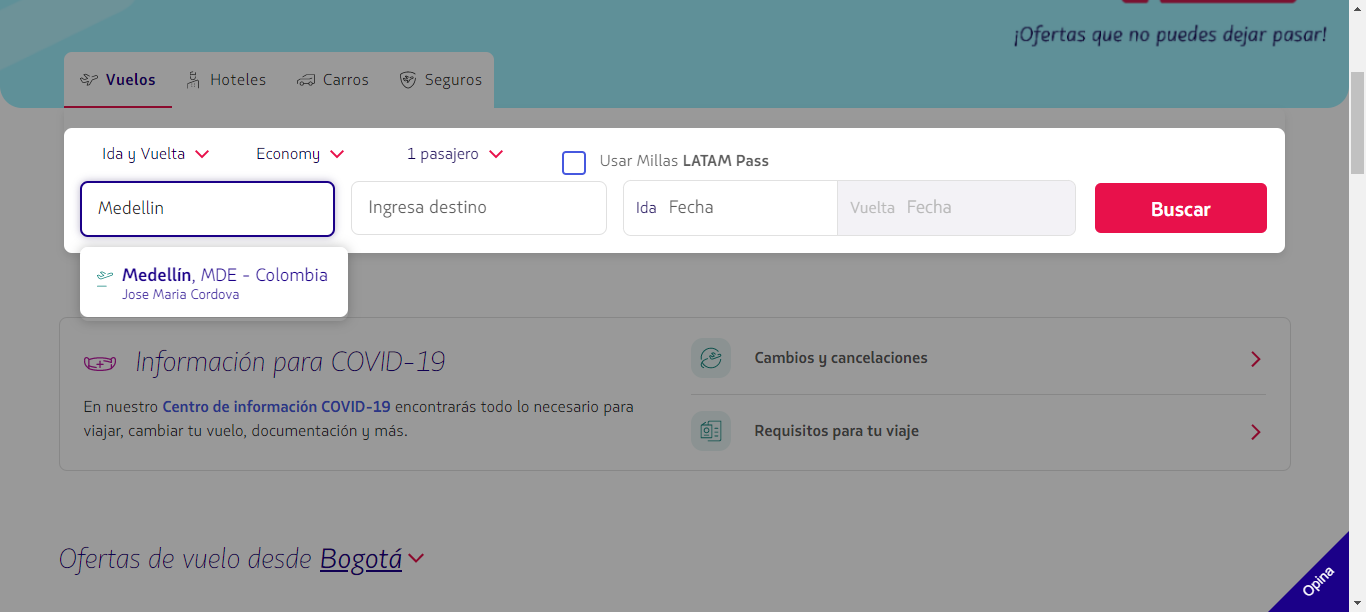 ¡Ofertas que no puedes dejar pasar!
Vuelos
Hoteles
Carros
Seguros
Ida y Vuelta
Economy
1 pasajero
Usar Millas LATAM Pass
Medellin
Ingresa destino
Ida Fecha
Vuelta Fecha
Buscar
Medellín, MDE - Colombia
Jose Maria Cordova
Información para COVID-19
En nuestro Centro de información COVID-19 encontrarás todo lo necesario para
viajar, cambiar tu vuelo, documentación y más.
Cambios y cancelaciones
Requisitos para tu viaje
Ofertas de vuelo desde Bogotá
Opina